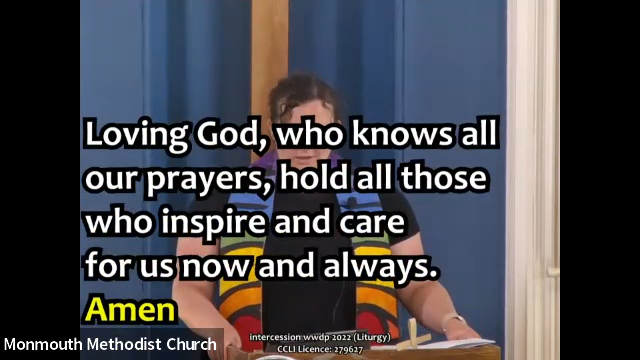 Loving God, who knows all
our prayers, hold all those
who inspire and care
for us now and always.
Amen
intercession wwdp 2022 (Liturgy)
CCLI Licence: 279627
Monmouth Methodist Church